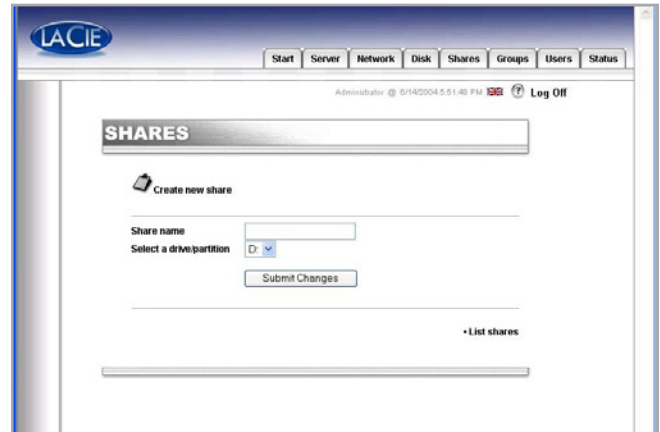 LACIE
Start Server Network Disk Shares Groups Users Status
Administrator @ 6/14/2004 5:51:48 PM ? Log Off
SHARES
Create new share
Share name
Select a drive/partition D:
Submit Changes
• List shares